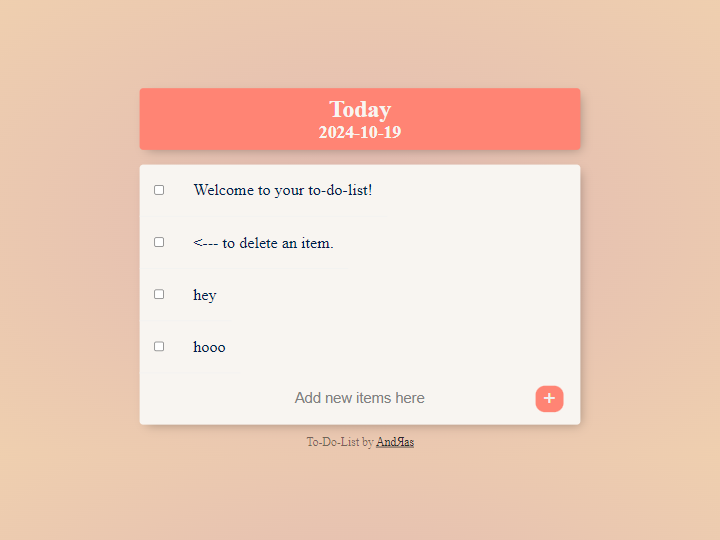 Today
2024-10-19
Welcome to your to-do-list!
<--- to delete an item.
hey
hooo
Add new items here
+
To-Do-List by AndЯas